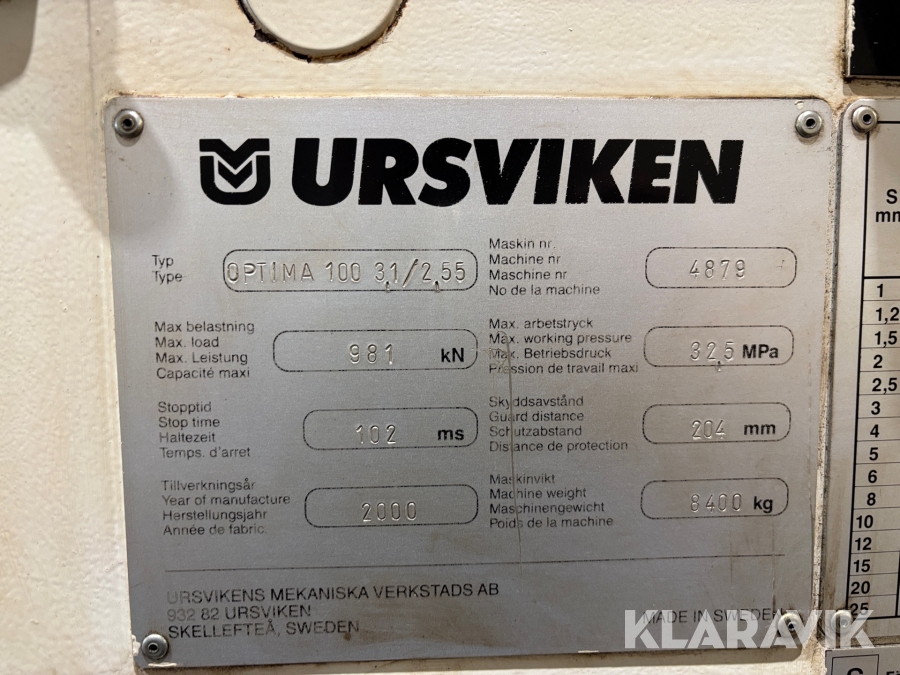 URSVIKEN
Typ
Type
OPTIMA 100 3,1/2,55
Maskin nr.
Machine nr
Maschine nr
No de la machine
4879
Max belastning
Max. load
Max. Leistung
Capacité maxi
981 kN
Max. arbetstryck
Max. working pressure
Max. Betriebsdruck
Pression de travail maxi
32,5 MPa
Stopptid
Stop time
Haltezeit
Temps. d'arret
102 ms
Skyddsavstånd
Guard distance
Schutzabstand
Distance de protection
204 mm
Tillverkningsår
Year of manufacture
Herstellungsjahr
Année de fabric.
2000
Maskinvikt
Machine weight
Maschinengewicht
Poids de la machine
8400 kg
URSVIKENS MEKANISKA VERKSTADS AB
932 82 URSVIKEN
SKELLEFTEÅ, SWEDEN
MADE IN SWEDEN
S
mm
1
1,2
1,5
2
2,5
3
4
5
6
8
10
12
15
20
25
KLARAVIK